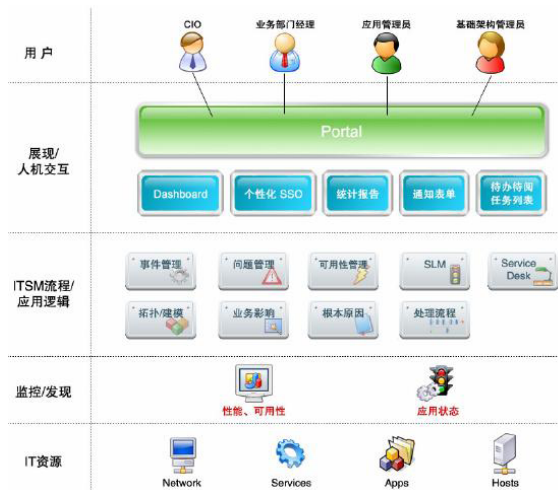 CIO
业务部门经理
应用管理员
基础架构管理员
用 户
Portal
展现/
人机交互
Dashboard
个性化 SSO
统计报告
通知表单
待办待阅
任务列表
事件管理
问题管理
可用性管理
SLM
Service
Desk
ITSM流程/
应用逻辑
拓扑/建模
业务影响
根本原因
处理流程
监控/发现
性能、可用性
应用状态
IT资源
Network
Services
Apps
Hosts